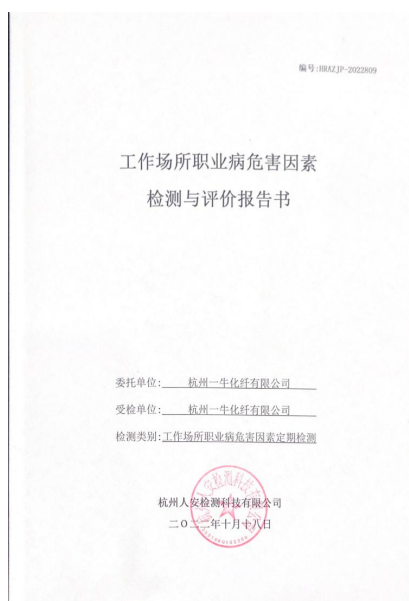 编号:HRAZJP-2022809
工作场所职业病危害因素
检测与评价报告书
委托单位: 杭州一牛化纤有限公司
受检单位: 杭州一牛化纤有限公司
检测类别:工作场所职业病危害因素定期检测
杭州人安检测科技有限公司
二〇二二年十月十八日